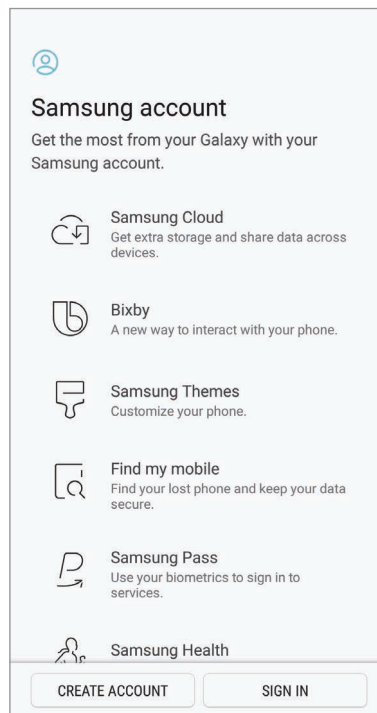 Samsung account
Get the most from your Galaxy with your
Samsung account.
Samsung Cloud
Get extra storage and share data across
devices.
Bixby
A new way to interact with your phone.
Samsung Themes
Customize your phone.
Find my mobile
Find your lost phone and keep your data
secure.
Samsung Pass
Use your biometrics to sign in to
services.
Samsung Health
CREATE ACCOUNT
SIGN IN